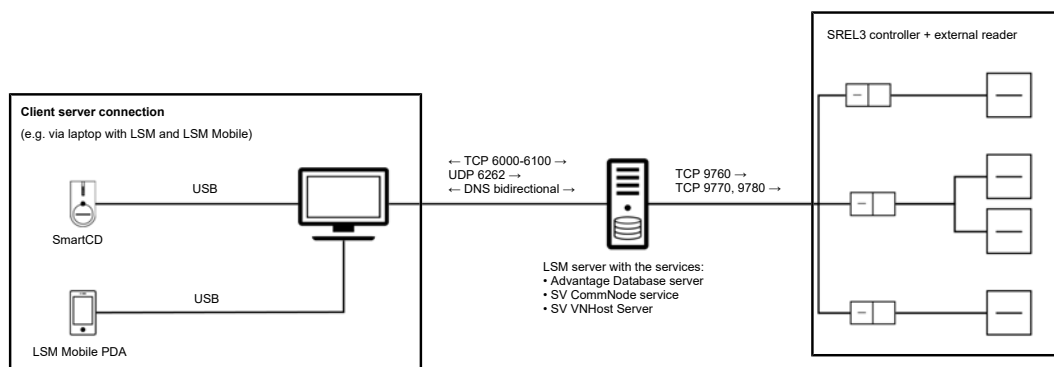 SREL3 controller + external reader
Client server connection
(e.g. via laptop with LSM and LSM Mobile)
← TCP 6000-6100 →
UDP 6262 →
← DNS bidirectional →
TCP 9760 →
TCP 9770, 9780 →
USB
SmartCD
USB
LSM Mobile PDA
LSM server with the services:
• Advantage Database server
• SV CommNode service
• SV VNHost Server